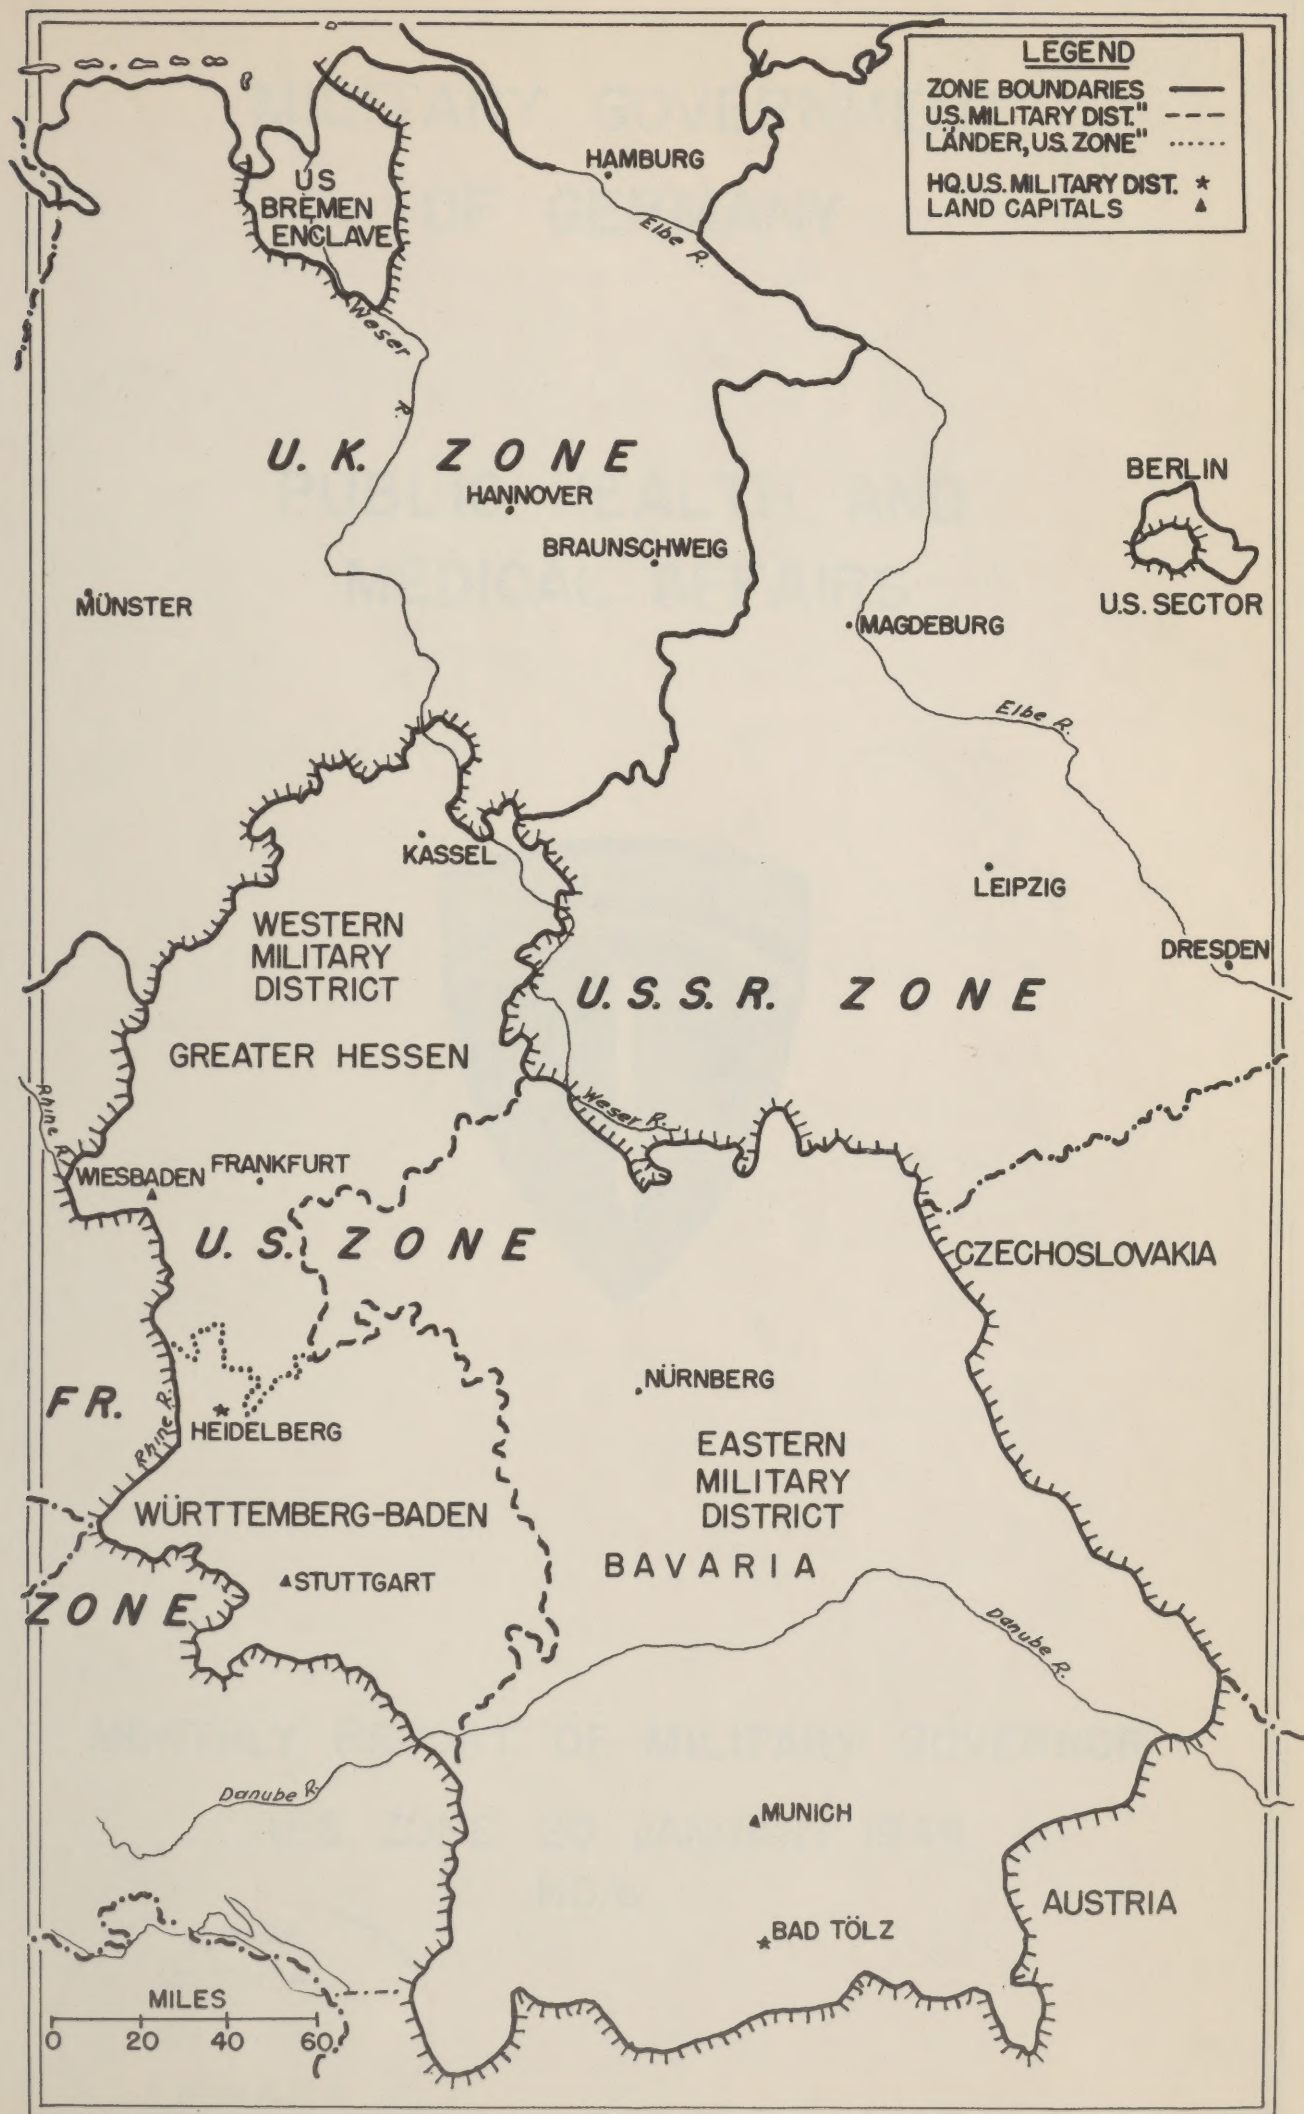 LEGEND
ZONE BOUNDARIES
U.S. MILITARY DIST. "
LÄNDER, U.S. ZONE "
HQ. U.S. MILITARY DIST. *
LAND CAPITALS ▲
HAMBURG
US
BREMEN
ENCLAVE
Elbe R.
Weser
R.
U. K. ZONE
HANNOVER
BRAUNSCHWEIG
BERLIN
U.S. SECTOR
MÜNSTER
MAGDEBURG
Elbe R.
KASSEL
LEIPZIG
WESTERN
MILITARY
DISTRICT
DRESDEN
U. S. S. R. ZONE
GREATER HESSEN
Rhine R.
Weser R.
WIESBADEN
FRANKFURT
U. S. ZONE
CZECHOSLOVAKIA
NÜRNBERG
FR.
HEIDELBERG
Rhine R.
EASTERN
MILITARY
DISTRICT
WÜRTTEMBERG-BADEN
BAVARIA
STUTTGART
ZONE
Danube R.
Danube R.
MUNICH
AUSTRIA
BAD TÖLZ
MILES
0 20 40 60